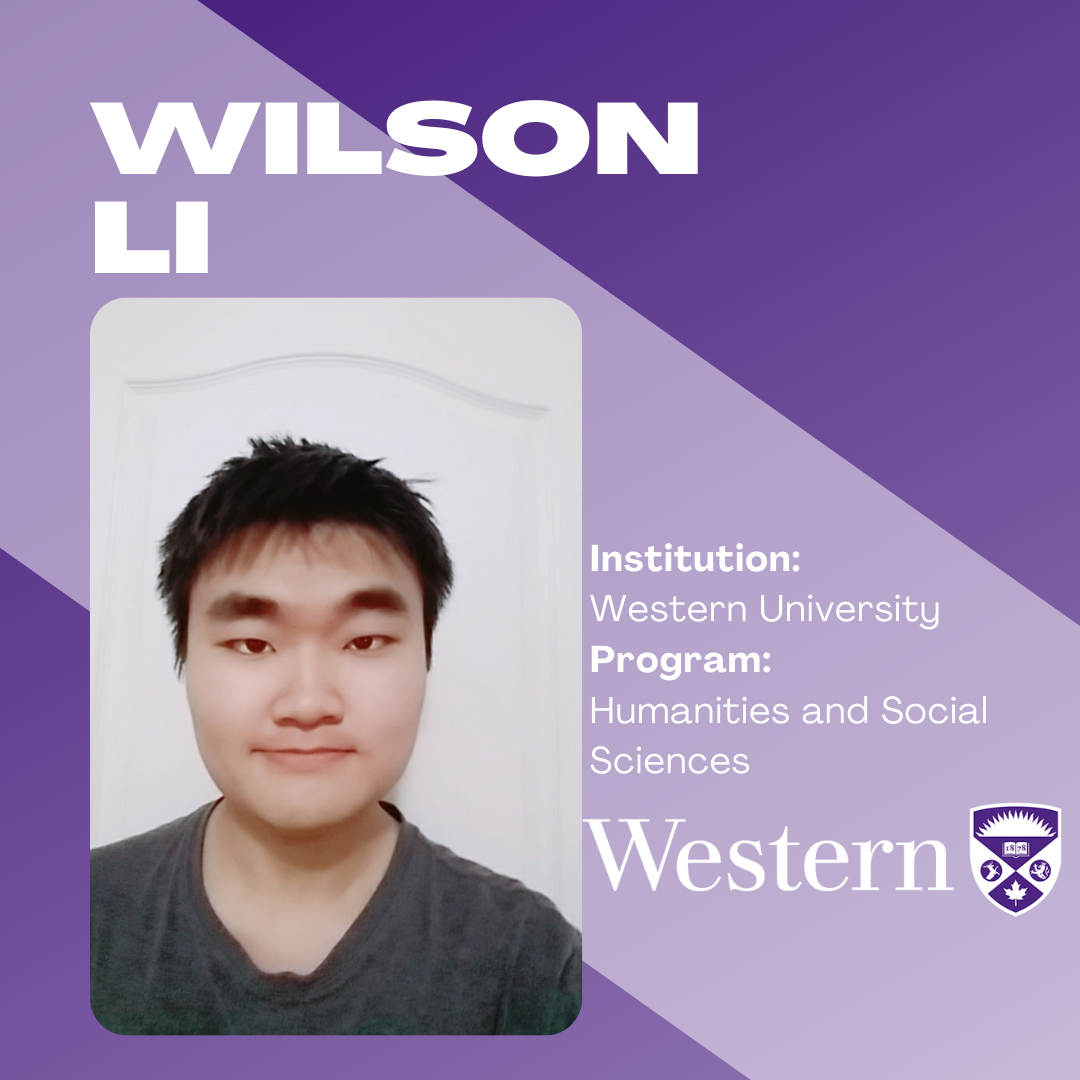 WILSON
LI
Institution:
Western University
Program:
Humanities and Social
Sciences
Western
1878